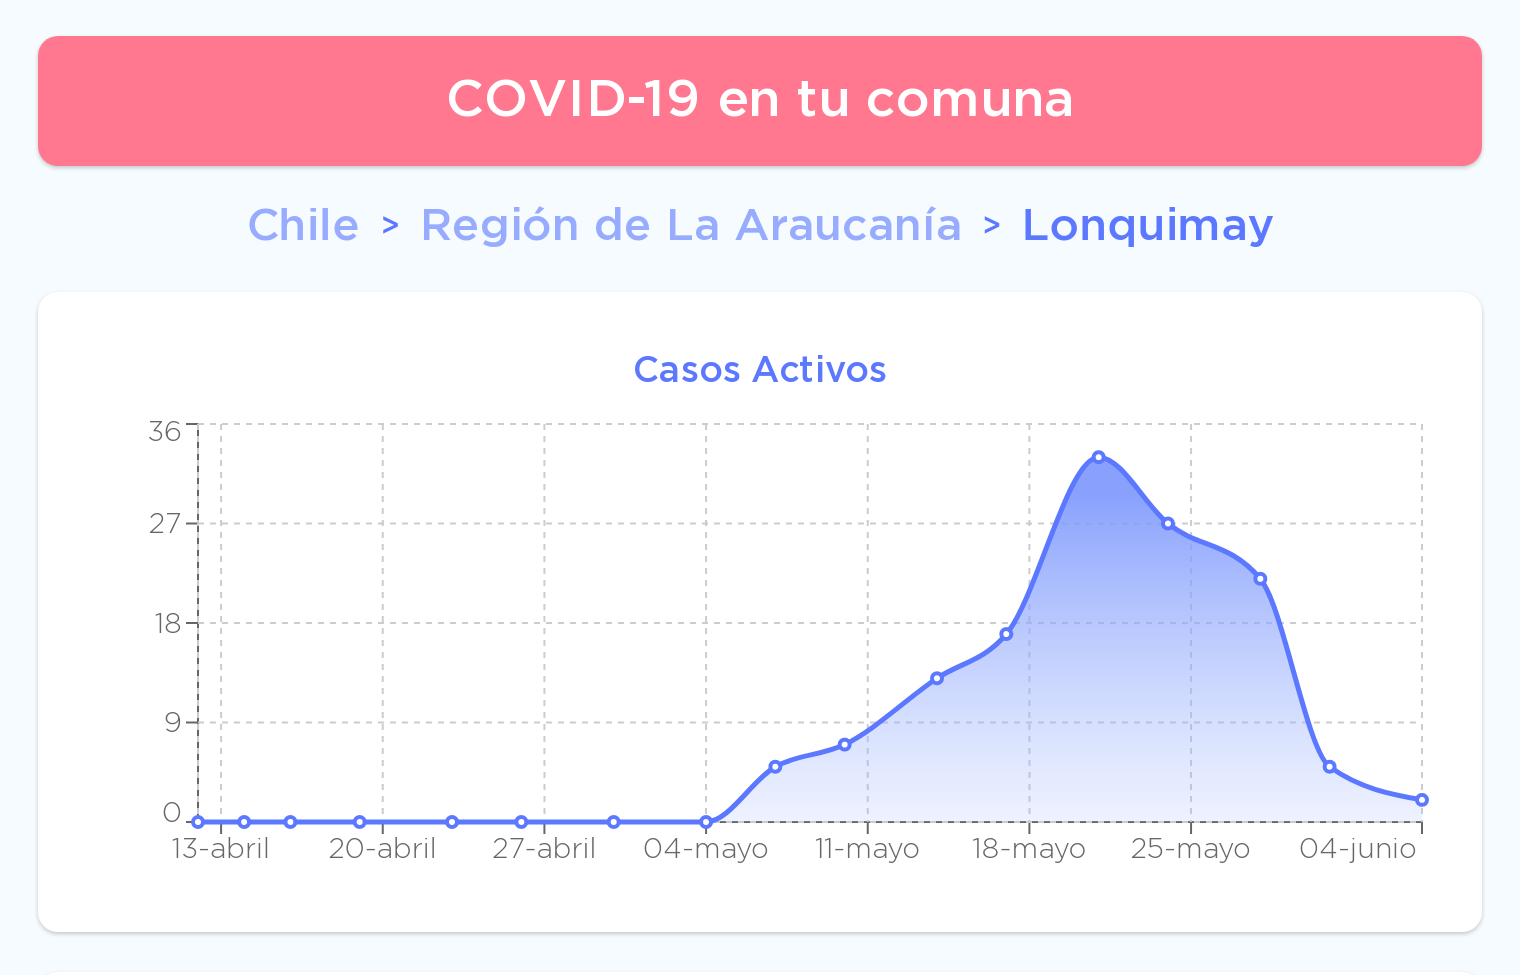 COVID-19 en tu comuna
Chile > Región de La Araucanía > Lonquimay
Casos Activos
36
27
18
9
0
13-abril 20-abril 27-abril 04-mayo 11-mayo 18-mayo 25-mayo 04-junio